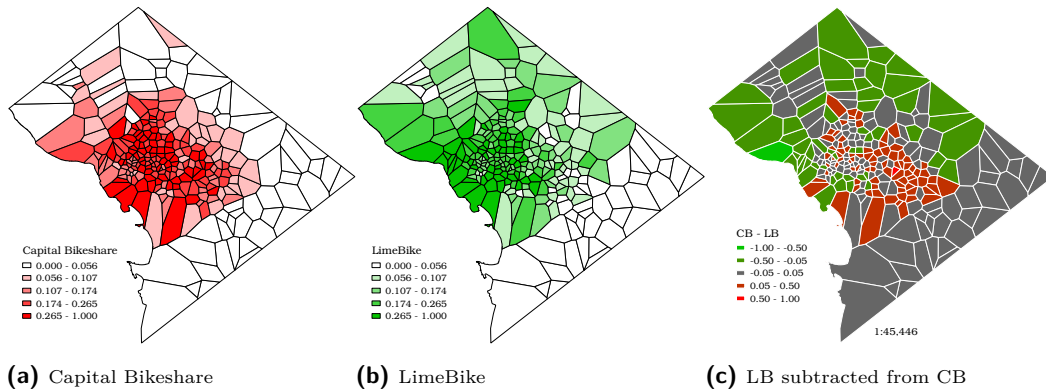 Capital Bikeshare
0.000 - 0.056
0.056 - 0.107
0.107 - 0.174
0.174 - 0.265
0.265 - 1.000
LimeBike
0.000 - 0.056
0.056 - 0.107
0.107 - 0.174
0.174 - 0.265
0.265 - 1.000
CB - LB
-1.00 - -0.50
-0.50 - -0.05
-0.05 - 0.05
0.05 - 0.50
0.50 - 1.00
1:45,446
(a) Capital Bikeshare
(b) LimeBike
(c) LB subtracted from CB